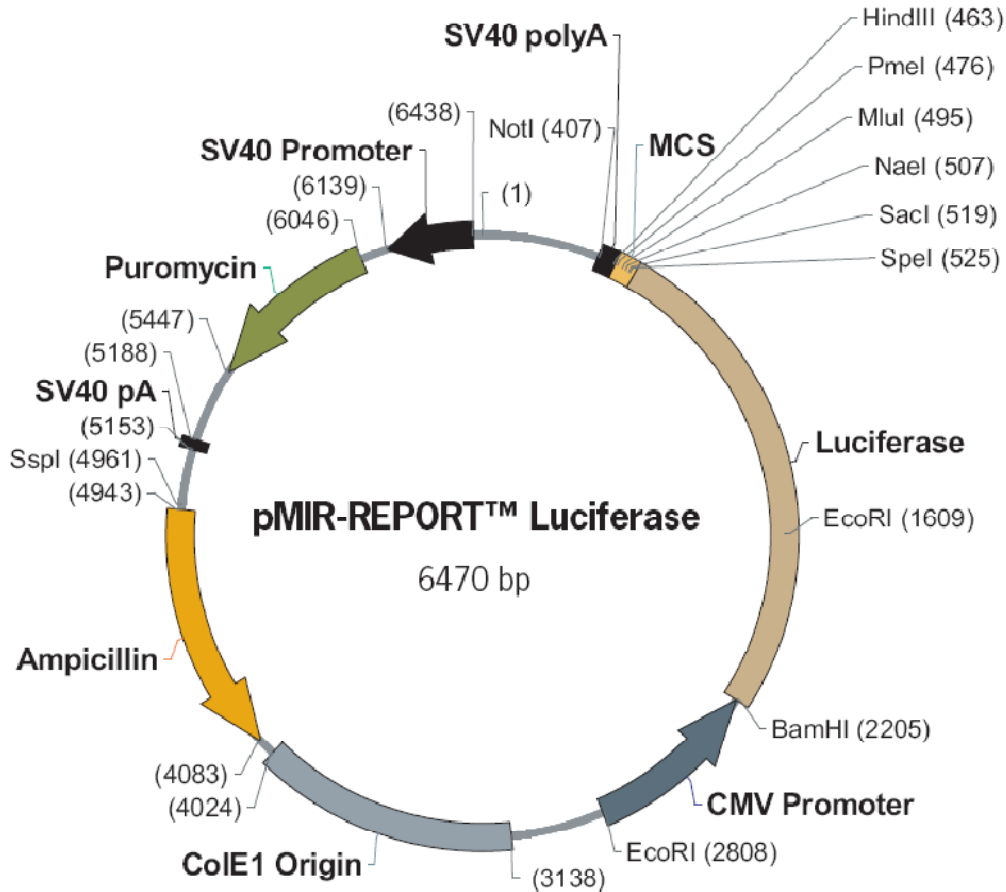 HindIII (463)
SV40 polyA
PmeI (476)
(6438)
NotI (407)
MluI (495)
SV40 Promoter
MCS
NaeI (507)
(6139)
(1)
SacI (519)
(6046)
SpeI (525)
Puromycin
(5447)
(5188)
SV40 pA
(5153)
Luciferase
SspI (4961)
(4943)
pMIR-REPORT™ Luciferase
EcoRI (1609)
6470 bp
Ampicillin
BamHI (2205)
(4083)
(4024)
CMV Promoter
ColE1 Origin
EcoRI (2808)
(3138)